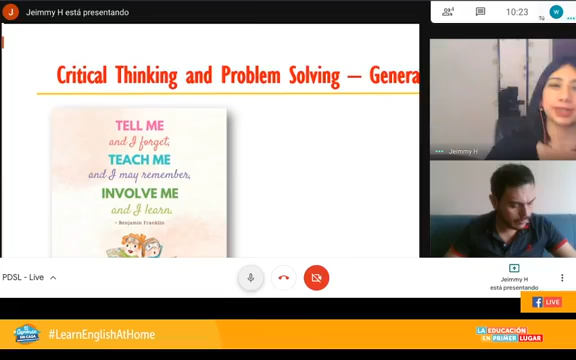 J
Jeimmy H está presentando
10:23
tú
W
Critical Thinking and Problem Solving – Genera
TELL ME
and I forget,
TEACH ME
and I may remember,
INVOLVE ME
and I learn.
- Benjamin Franklin
Jeimmy H
PDSL - Live
Jeimmy H
está presentando
LIVE
#LearnEnglishAtHome
LA EDUCACIÓN
EN PRIMER LUGAR